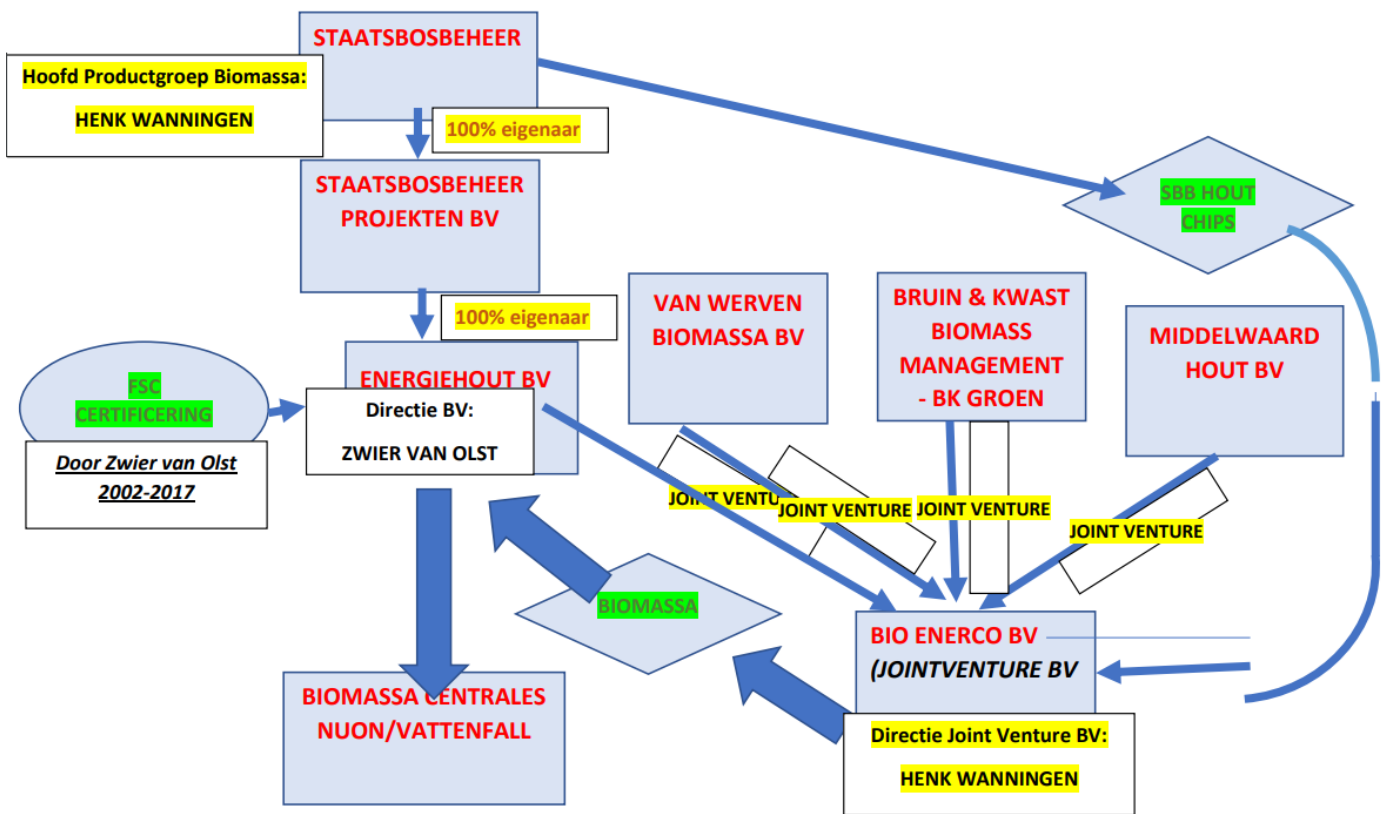 STAATSBOSBEHEER
Hoofd Productgroep Biomassa:
HENK WANNINGEN
100% eigenaar
STAATSBOSBEHEER
PROJEKTEN BV
SBB HOUT
CHIPS
100% eigenaar
VAN WERVEN
BIOMASSA BV
BRUIN & KWAST
BIOMASS
MANAGEMENT
- BK GROEN
MIDDELWAARD
HOUT BV
ENERGIEHOUT BV
Directie BV:
ZWIER VAN OLST
FSC
CERTIFICERING
Door Zwier van Olst
2002-2017
JOINT VENTU
JOINT VENTURE
JOINT VENTURE
JOINT VENTURE
BIOMASSA
BIO ENERCO BV
(JOINTVENTURE BV
Directie Joint Venture BV:
HENK WANNINGEN
BIOMASSA CENTRALES
NUON/VATTENFALL